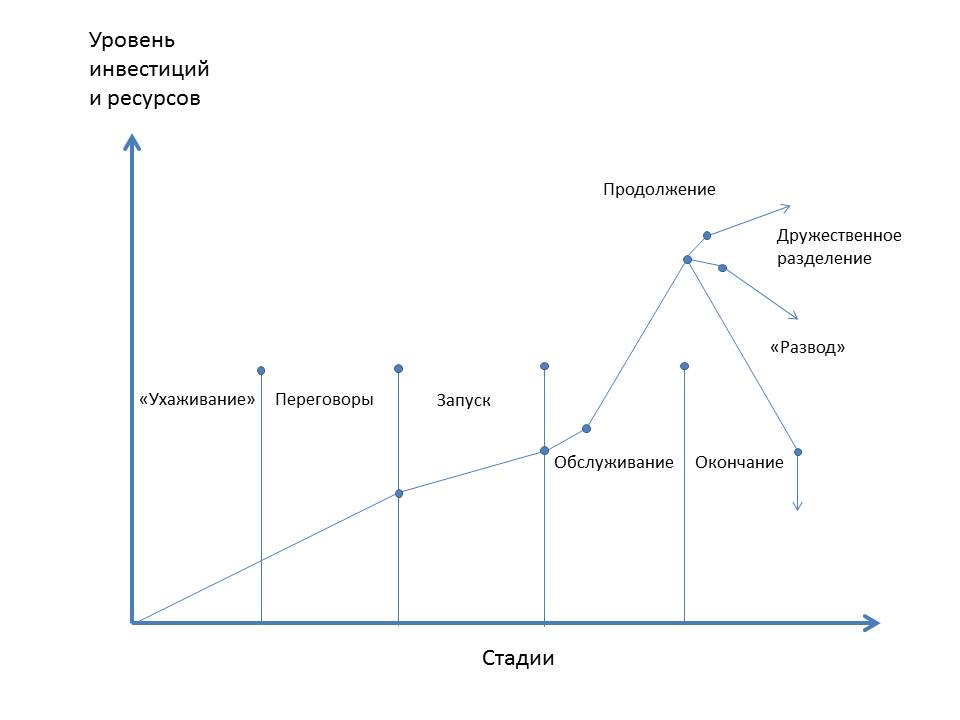 Уровень
инвестиций
и ресурсов
Продолжение
Дружественное
разделение
«Развод»
«Ухаживание»
Переговоры
Запуск
Обслуживание
Окончание
Стадии